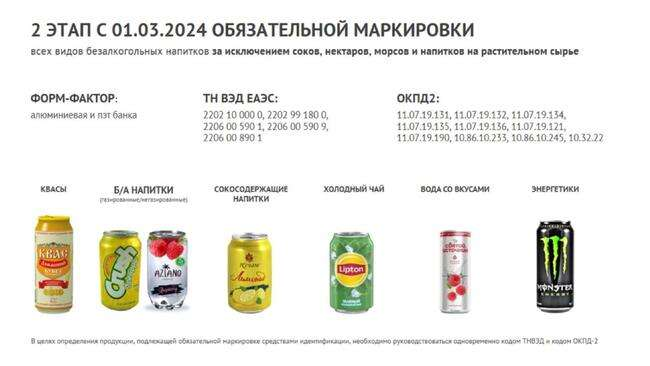 2 ЭТАП С 01.03.2024 ОБЯЗАТЕЛЬНОЙ МАРКИРОВКИ
всех видов безалкогольных напитков за исключением соков, нектаров, морсов и напитков на растительном сырье
ФОРМ-ФАКТОР:
алюминиевая и пэт банка
ТН ВЭД ЕАЭС:
2202 10 000 0, 2202 99 180 0,
2206 00 590 1, 2206 00 590 9,
2206 00 890 1
ОКПД2:
11.07.19.131, 11.07.19.132, 11.07.19.134,
11.07.19.135, 11.07.19.136, 11.07.19.121,
11.07.19.190, 10.86.10.233, 10.86.10.245, 10.32.22
КВАСЫ
Б/А НАПИТКИ
(газированные/негазированные)
СОКОСОДЕРЖАЩИЕ
НАПИТКИ
ХОЛОДНЫЙ ЧАЙ
ВОДА СО ВКУСАМИ
ЭНЕРГЕТИКИ
КВАС
Crush
AZIANO
Лимонад
Lipton
святой
источник
MONSTER
ENERGY
В целях определения продукции, подлежащей обязательной маркировке средствами идентификации, необходимо руководствоваться одновременно кодом ТНВЭД и кодом ОКПД-2